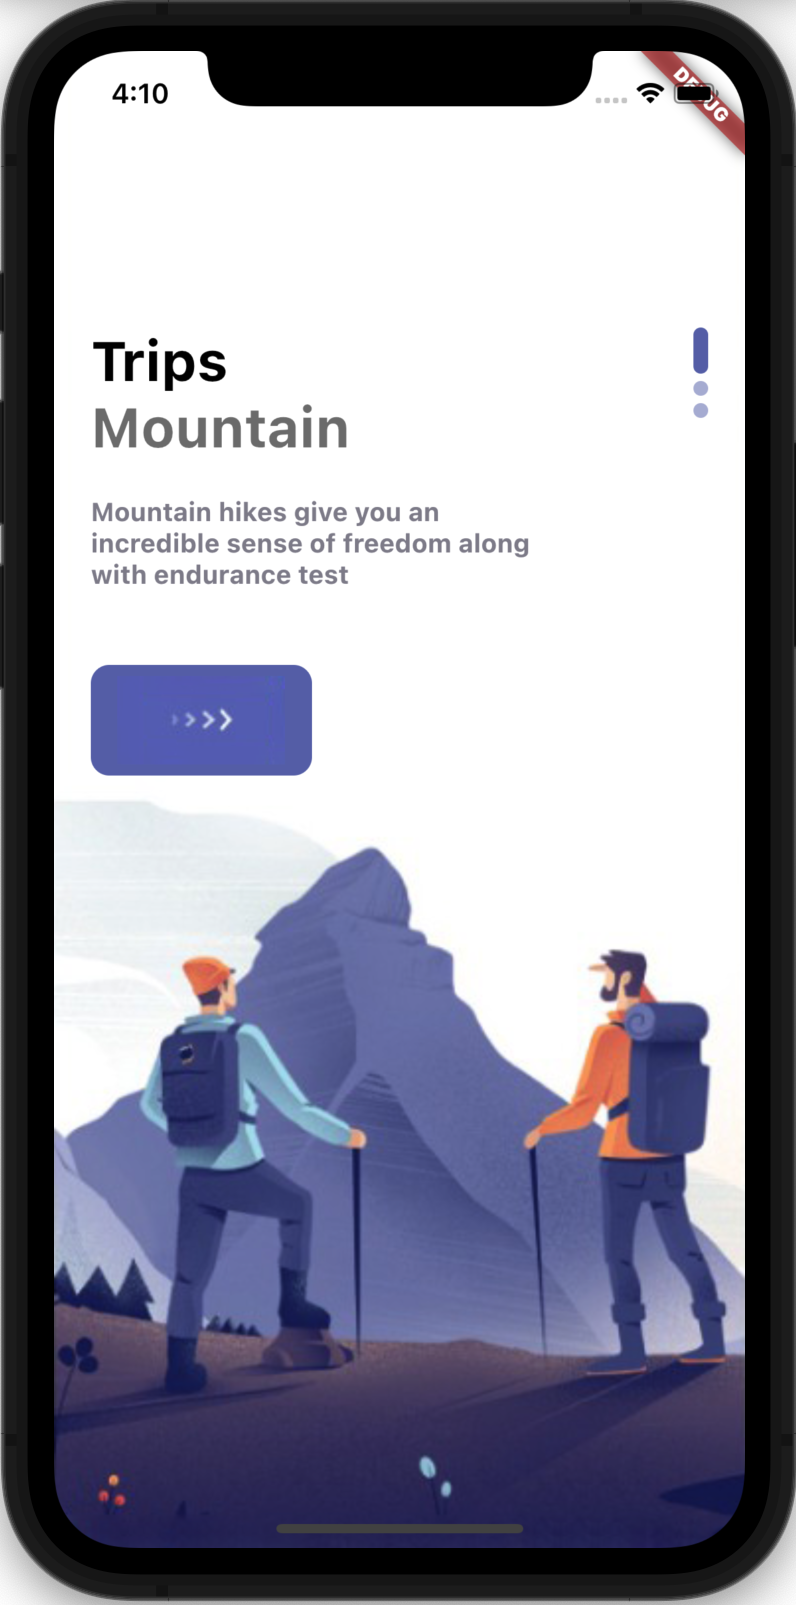 4:10
DEBUG
Trips
Mountain
Mountain hikes give you an
incredible sense of freedom along
with endurance test